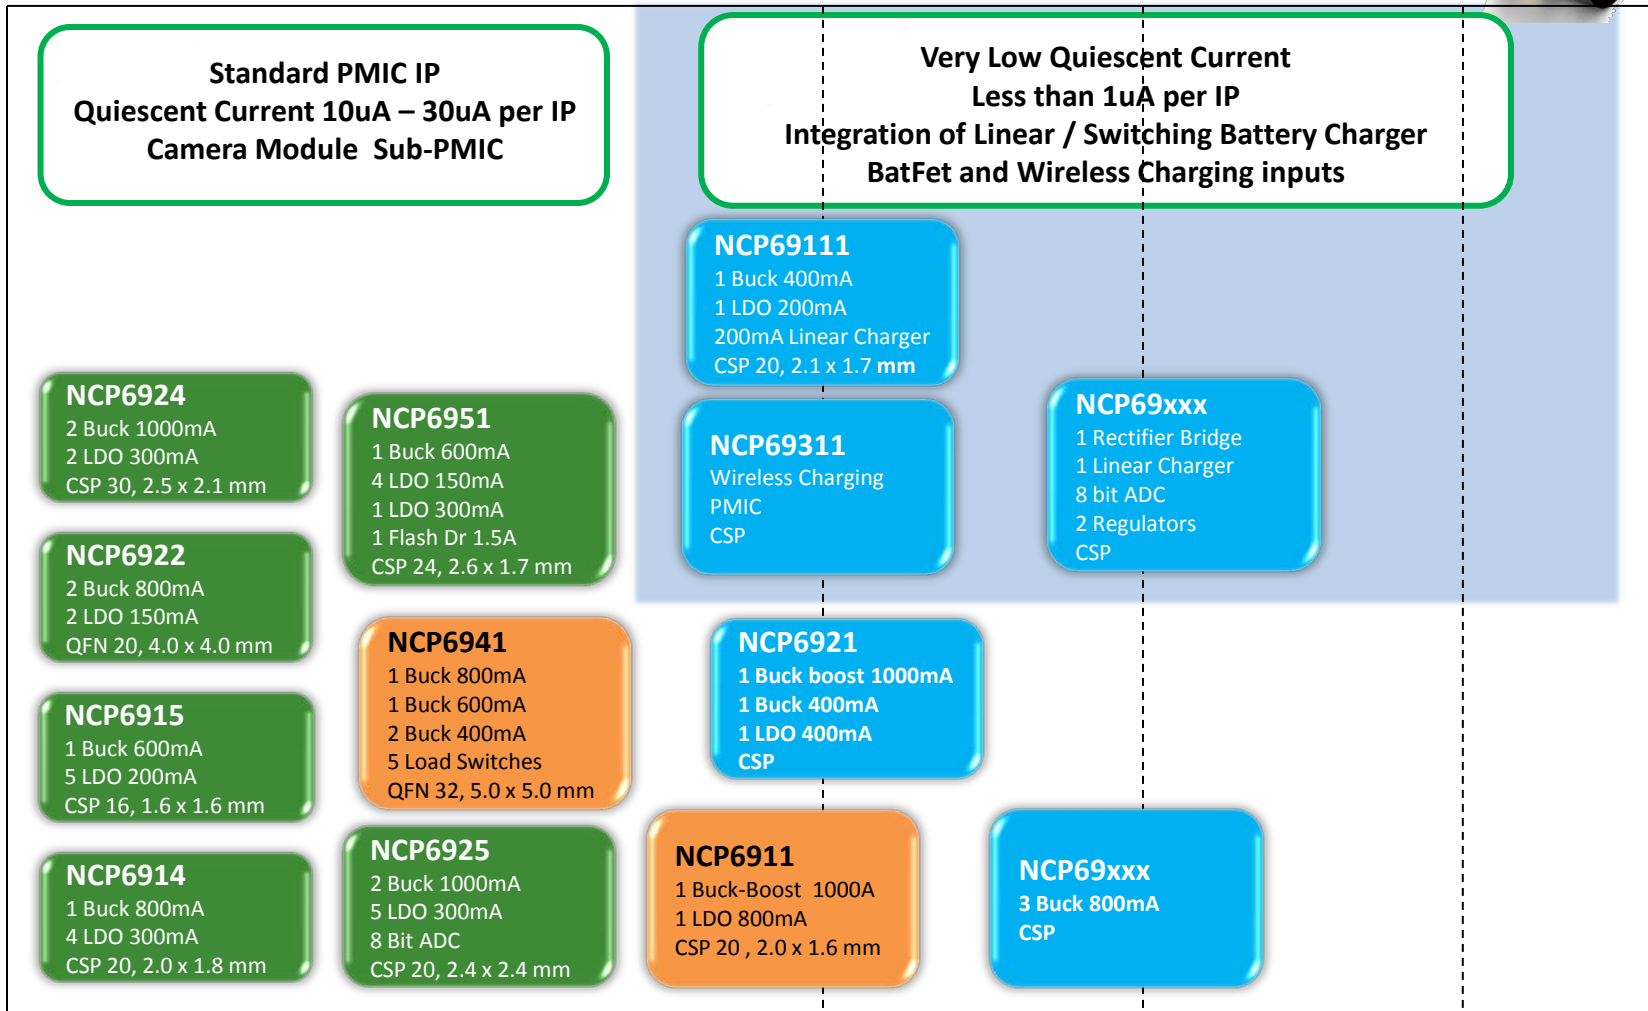 Standard PMIC IP
Quiescent Current 10uA – 30uA per IP
Camera Module  Sub-PMIC
Very Low Quiescent Current
Less than 1uA per IP
Integration of Linear / Switching Battery Charger
BatFet and Wireless Charging inputs
NCP69111
1 Buck 400mA
1 LDO 200mA
200mA Linear Charger
CSP 20, 2.1 x 1.7 mm
NCP6924
2 Buck 1000mA
2 LDO 300mA
CSP 30, 2.5 x 2.1 mm
NCP6951
1 Buck 600mA
4 LDO 150mA
1 LDO 300mA
1 Flash Dr 1.5A
CSP 24, 2.6 x 1.7 mm
NCP69311
Wireless Charging
PMIC
CSP
NCP69xxx
1 Rectifier Bridge
1 Linear Charger
8 bit ADC
2 Regulators
CSP
NCP6922
2 Buck 800mA
2 LDO 150mA
QFN 20, 4.0 x 4.0 mm
NCP6941
1 Buck 800mA
1 Buck 600mA
2 Buck 400mA
5 Load Switches
QFN 32, 5.0 x 5.0 mm
NCP6921
1 Buck boost 1000mA
1 Buck 400mA
1 LDO 400mA
CSP
NCP6915
1 Buck 600mA
5 LDO 200mA
CSP 16, 1.6 x 1.6 mm
NCP6914
1 Buck 800mA
4 LDO 300mA
CSP 20, 2.0 x 1.8 mm
NCP6925
2 Buck 1000mA
5 LDO 300mA
8 Bit ADC
CSP 20, 2.4 x 2.4 mm
NCP6911
1 Buck-Boost  1000A
1 LDO 800mA
CSP 20 , 2.0 x 1.6 mm
NCP69xxx
3 Buck 800mA
CSP